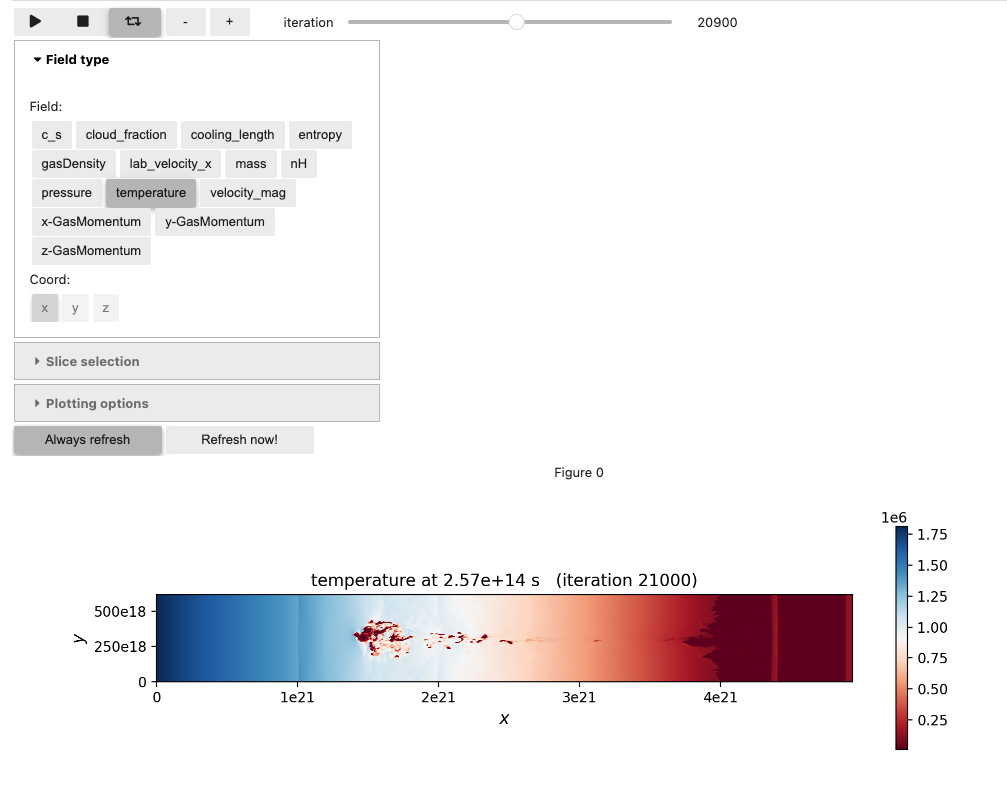 - +
iteration 20900
Field type
Field:
c_s cloud_fraction cooling_length entropy
gasDensity lab_velocity_x mass nH
pressure temperature velocity_mag
x-GasMomentum y-GasMomentum
z-GasMomentum
Coord:
x y z
Slice selection
Plotting options
Always refresh Refresh now!
Figure 0
1e6
temperature at 2.57e+14 s (iteration 21000)
1.75
1.50
1.25
1.00
0.75
0.50
0.25
500e18
250e18
0
y
0 1e21 2e21 3e21 4e21
x